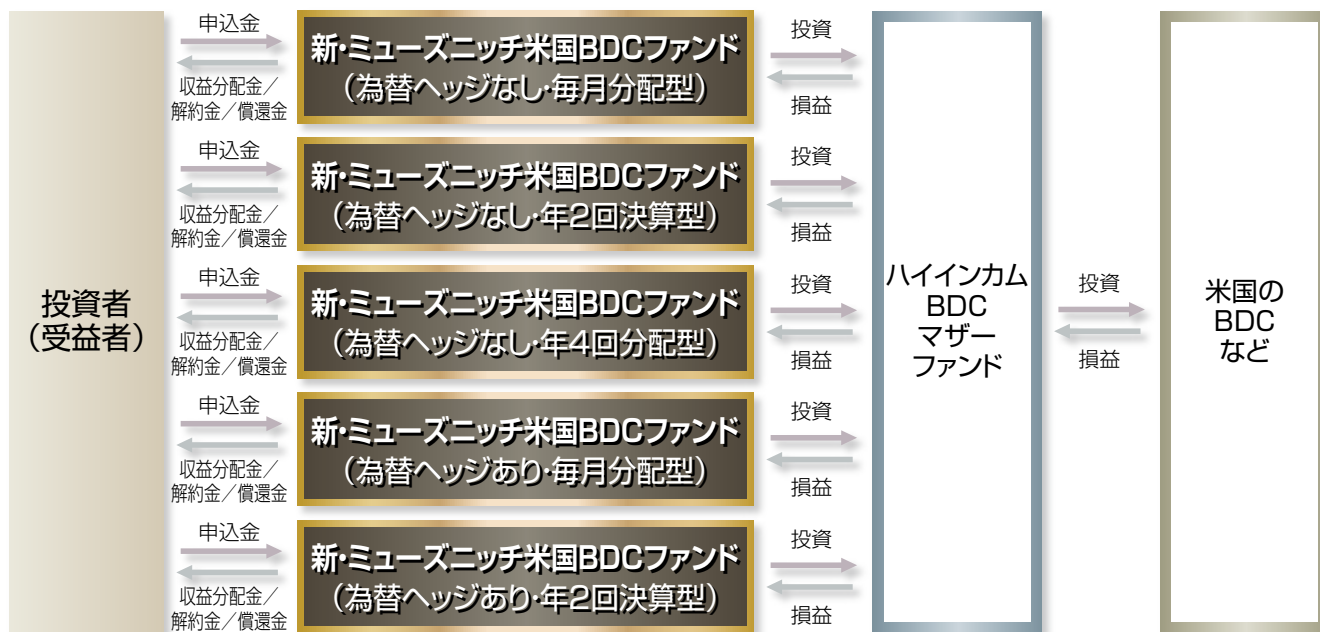 投資者
（受益者）
申込金
収益分配金／
解約金／償還金
新・ミューズニッチ米国BDCファンド
（為替ヘッジなし・毎月分配型）
投資
損益
申込金
収益分配金／
解約金／償還金
新・ミューズニッチ米国BDCファンド
（為替ヘッジなし・年2回決算型）
投資
損益
申込金
収益分配金／
解約金／償還金
新・ミューズニッチ米国BDCファンド
（為替ヘッジなし・年4回分配型）
投資
損益
申込金
収益分配金／
解約金／償還金
新・ミューズニッチ米国BDCファンド
（為替ヘッジあり・毎月分配型）
投資
損益
申込金
収益分配金／
解約金／償還金
新・ミューズニッチ米国BDCファンド
（為替ヘッジあり・年2回決算型）
投資
損益
ハイインカム
BDC
マザー
ファンド
投資
損益
米国の
BDC
など